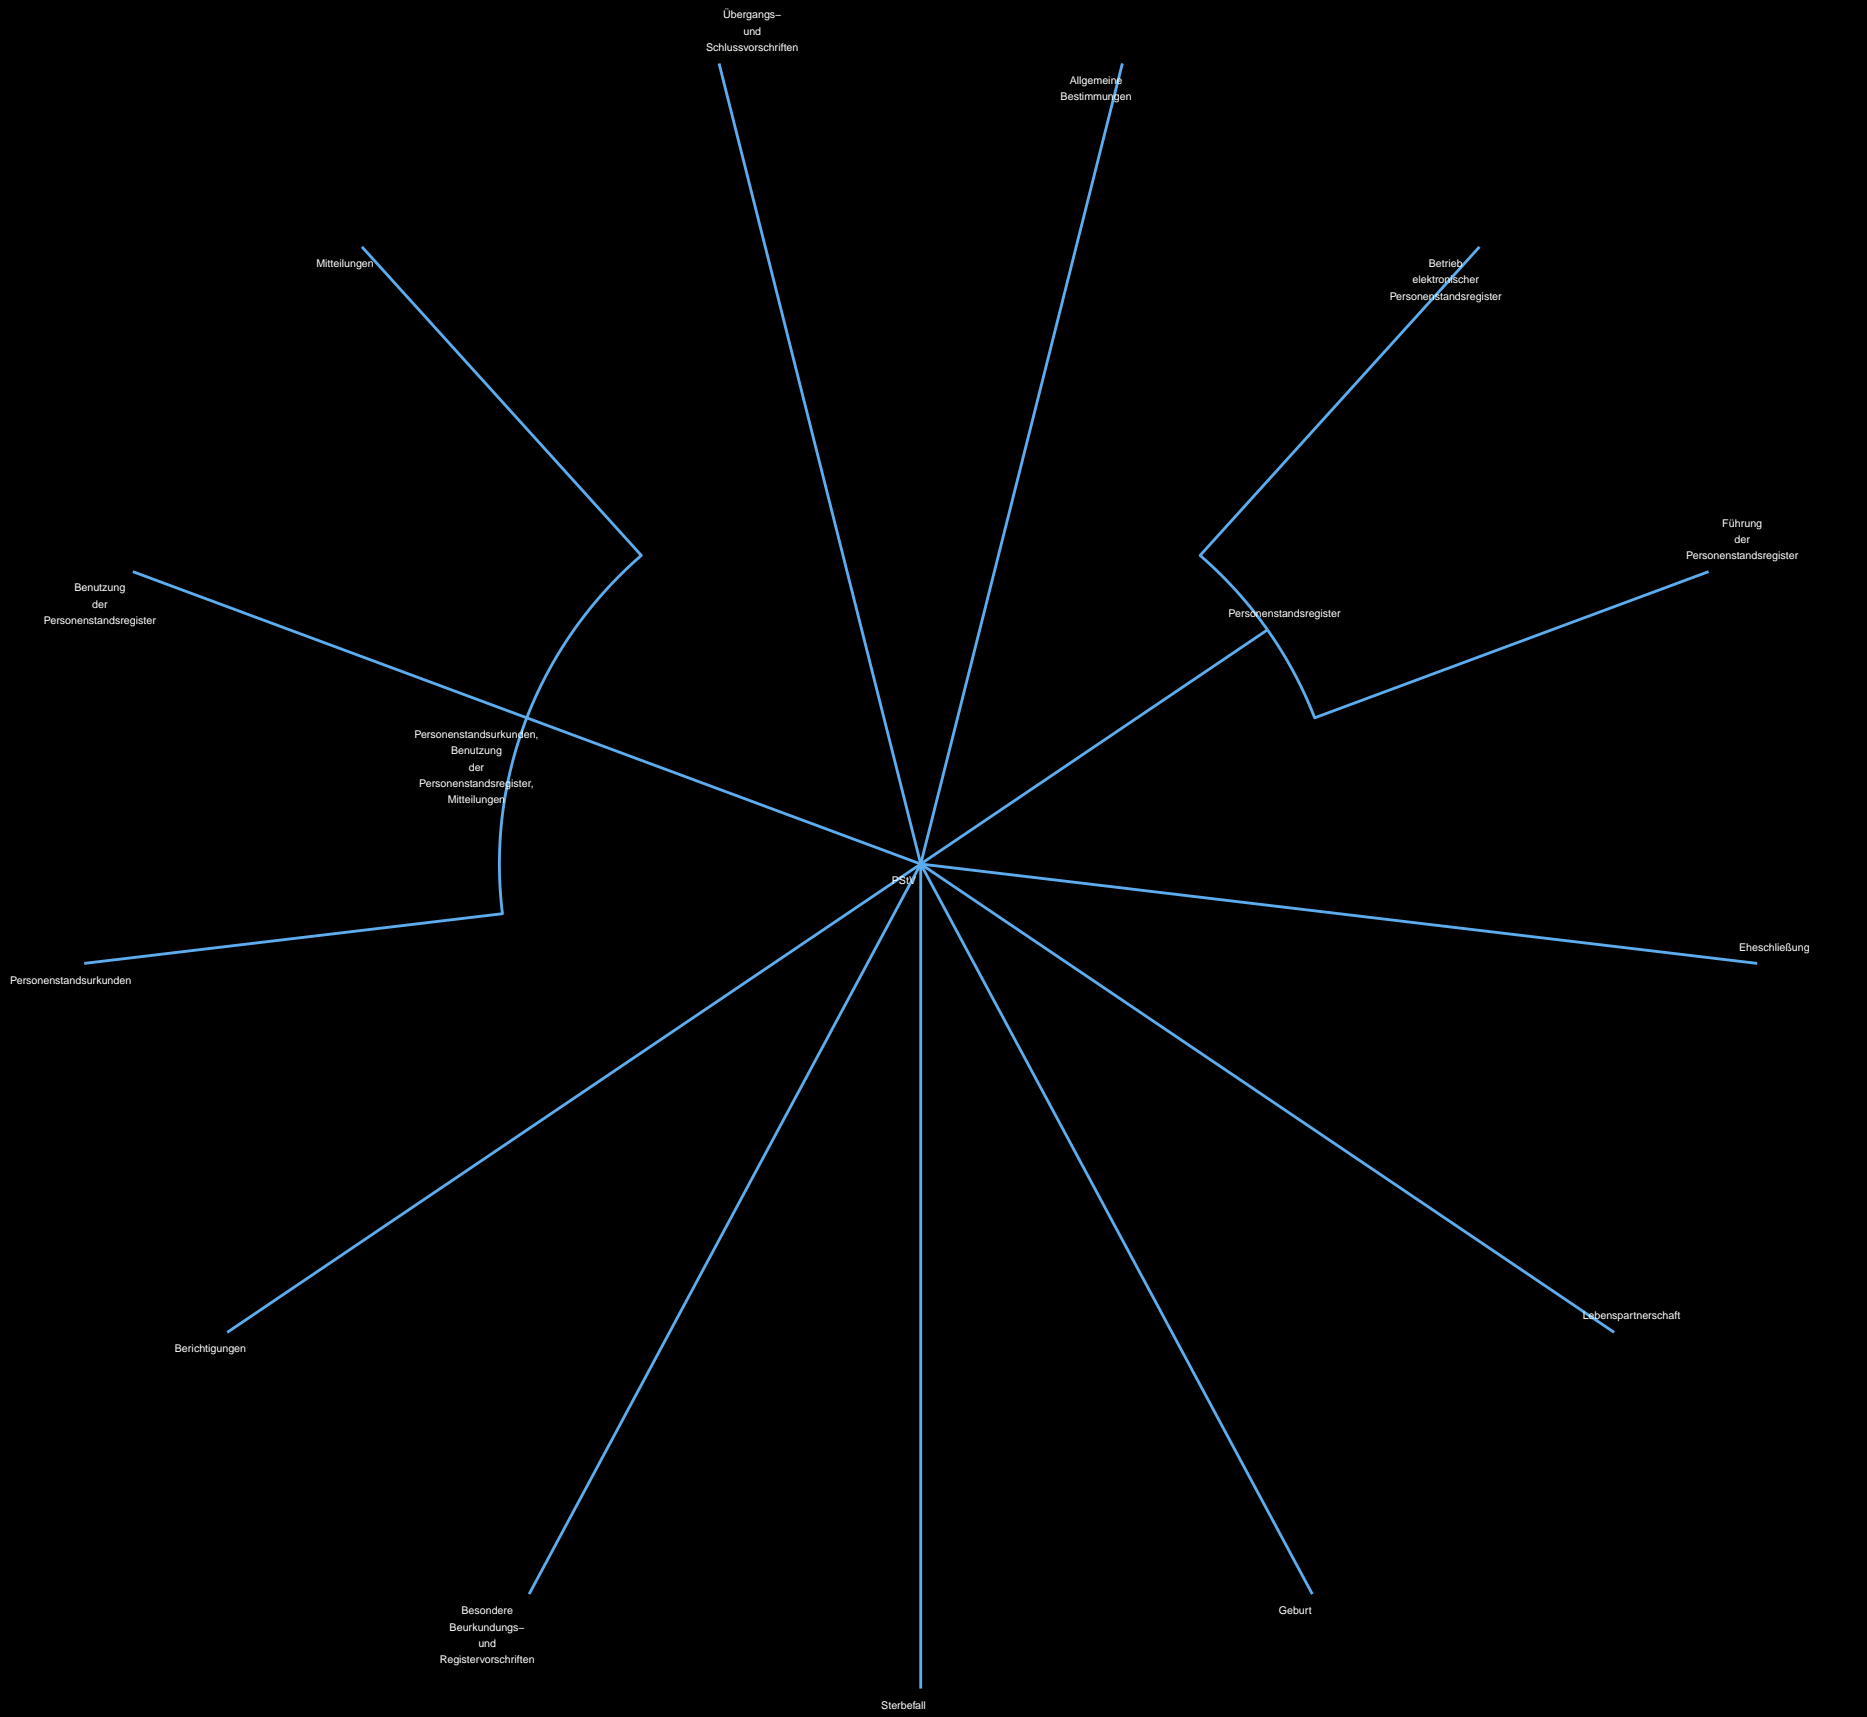 Übergangs–
und
Schlussvorschriften
Allgemeine
Bestimmungen
Mitteilungen
Betrieb
elektronischer
Personenstandsregister
Führung
der
Personenstandsregister
Benutzung
der
Personenstandsregister
Personenstandsregister
Personenstandsurkunden,
Benutzung
der
Personenstandsregister,
Mitteilungen
PStV
Eheschließung
Personenstandsurkunden
Lebenspartnerschaft
Berichtigungen
Besondere
Beurkundungs–
und
Registervorschriften
Geburt
Sterbefall